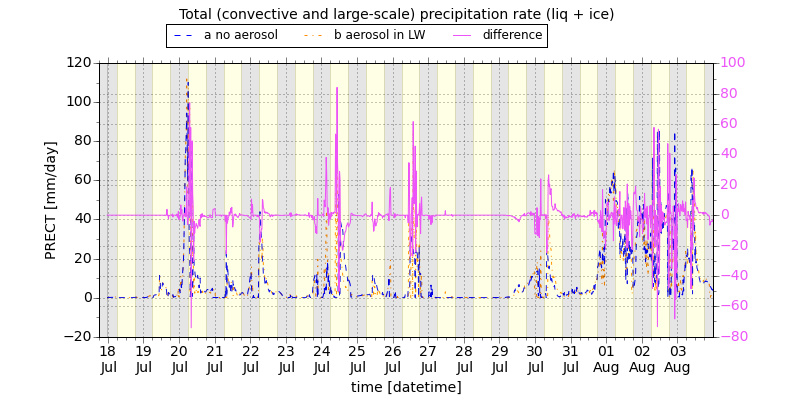 Total (convective and large-scale) precipitation rate (liq + ice)
a no aerosol b aerosol in LW difference
120 100
100 80
80 60
60 40
40 20
20 0
0 −20
−20 −40
−60
−80
PRECT [mm/day]
18 19 20 21 22 23 24 25 26 27 28 29 30 31 01 02 03
Jul Jul Jul Jul Jul Jul Jul Jul Jul Jul Jul Jul Jul Jul Aug Aug Aug
time [datetime]